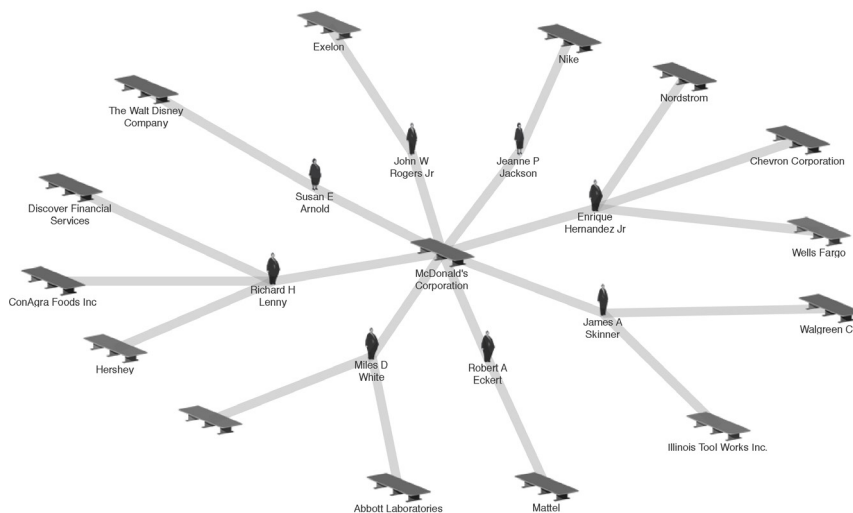 Exelon
Nike
Nordstrom
The Walt Disney
Company
Chevron Corporation
John W
Rogers Jr
Jeanne P
Jackson
Susan E
Arnold
Discover Financial
Services
Enrique
Hernandez Jr
Wells Fargo
McDonald's
Corporation
ConAgra Foods Inc
Richard H
Lenny
James A
Skinner
Walgreen C
Hershey
Miles D
White
Robert A
Eckert
Illinois Tool Works Inc.
Abbott Laboratories
Mattel